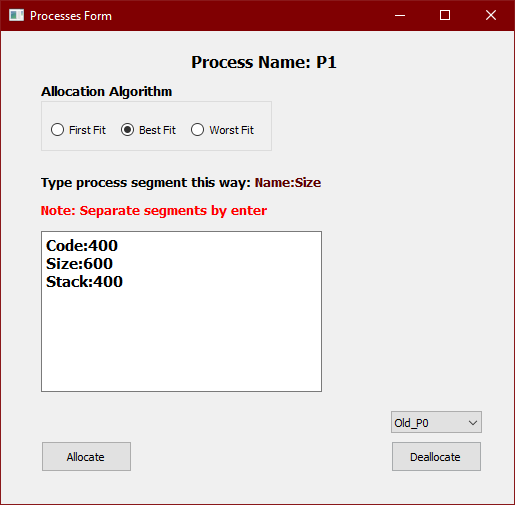 Processes Form
Process Name: P1
Allocation Algorithm
First Fit Best Fit Worst Fit
Type process segment this way: Name:Size
Note: Separate segments by enter
Code:400
Size:600
Stack:400
Old_P0
Allocate Deallocate